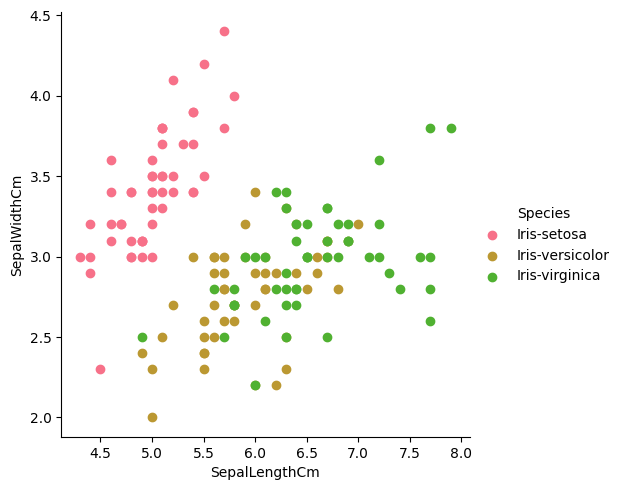 4.5
4.0
3.5
3.0
2.5
2.0
SepalWidthCm
4.5 5.0 5.5 6.0 6.5 7.0 7.5 8.0
SepalLengthCm
Species
Iris-setosa
Iris-versicolor
Iris-virginica